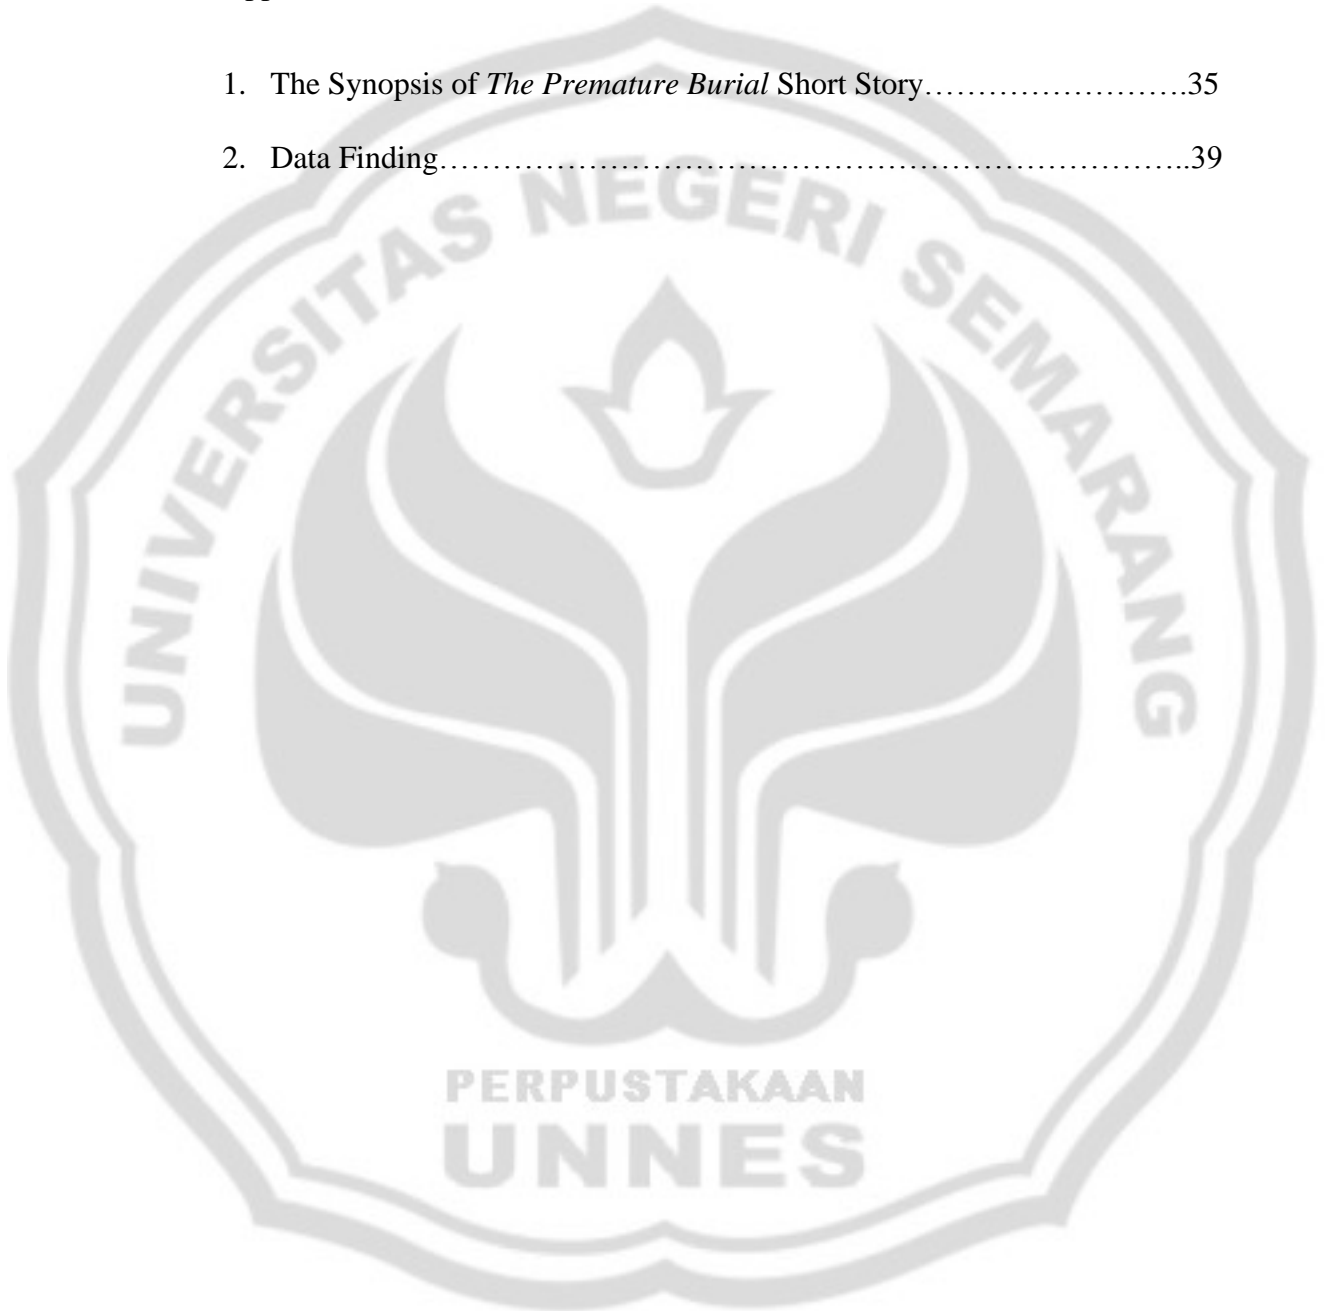 1. The Synopsis of The Premature Burial Short Story…………………….35
2. Data Finding……………………………………………………………..39
UNIVERSITAS NEGERI SEMARANG
PERPUSTAKAAN
UNNES